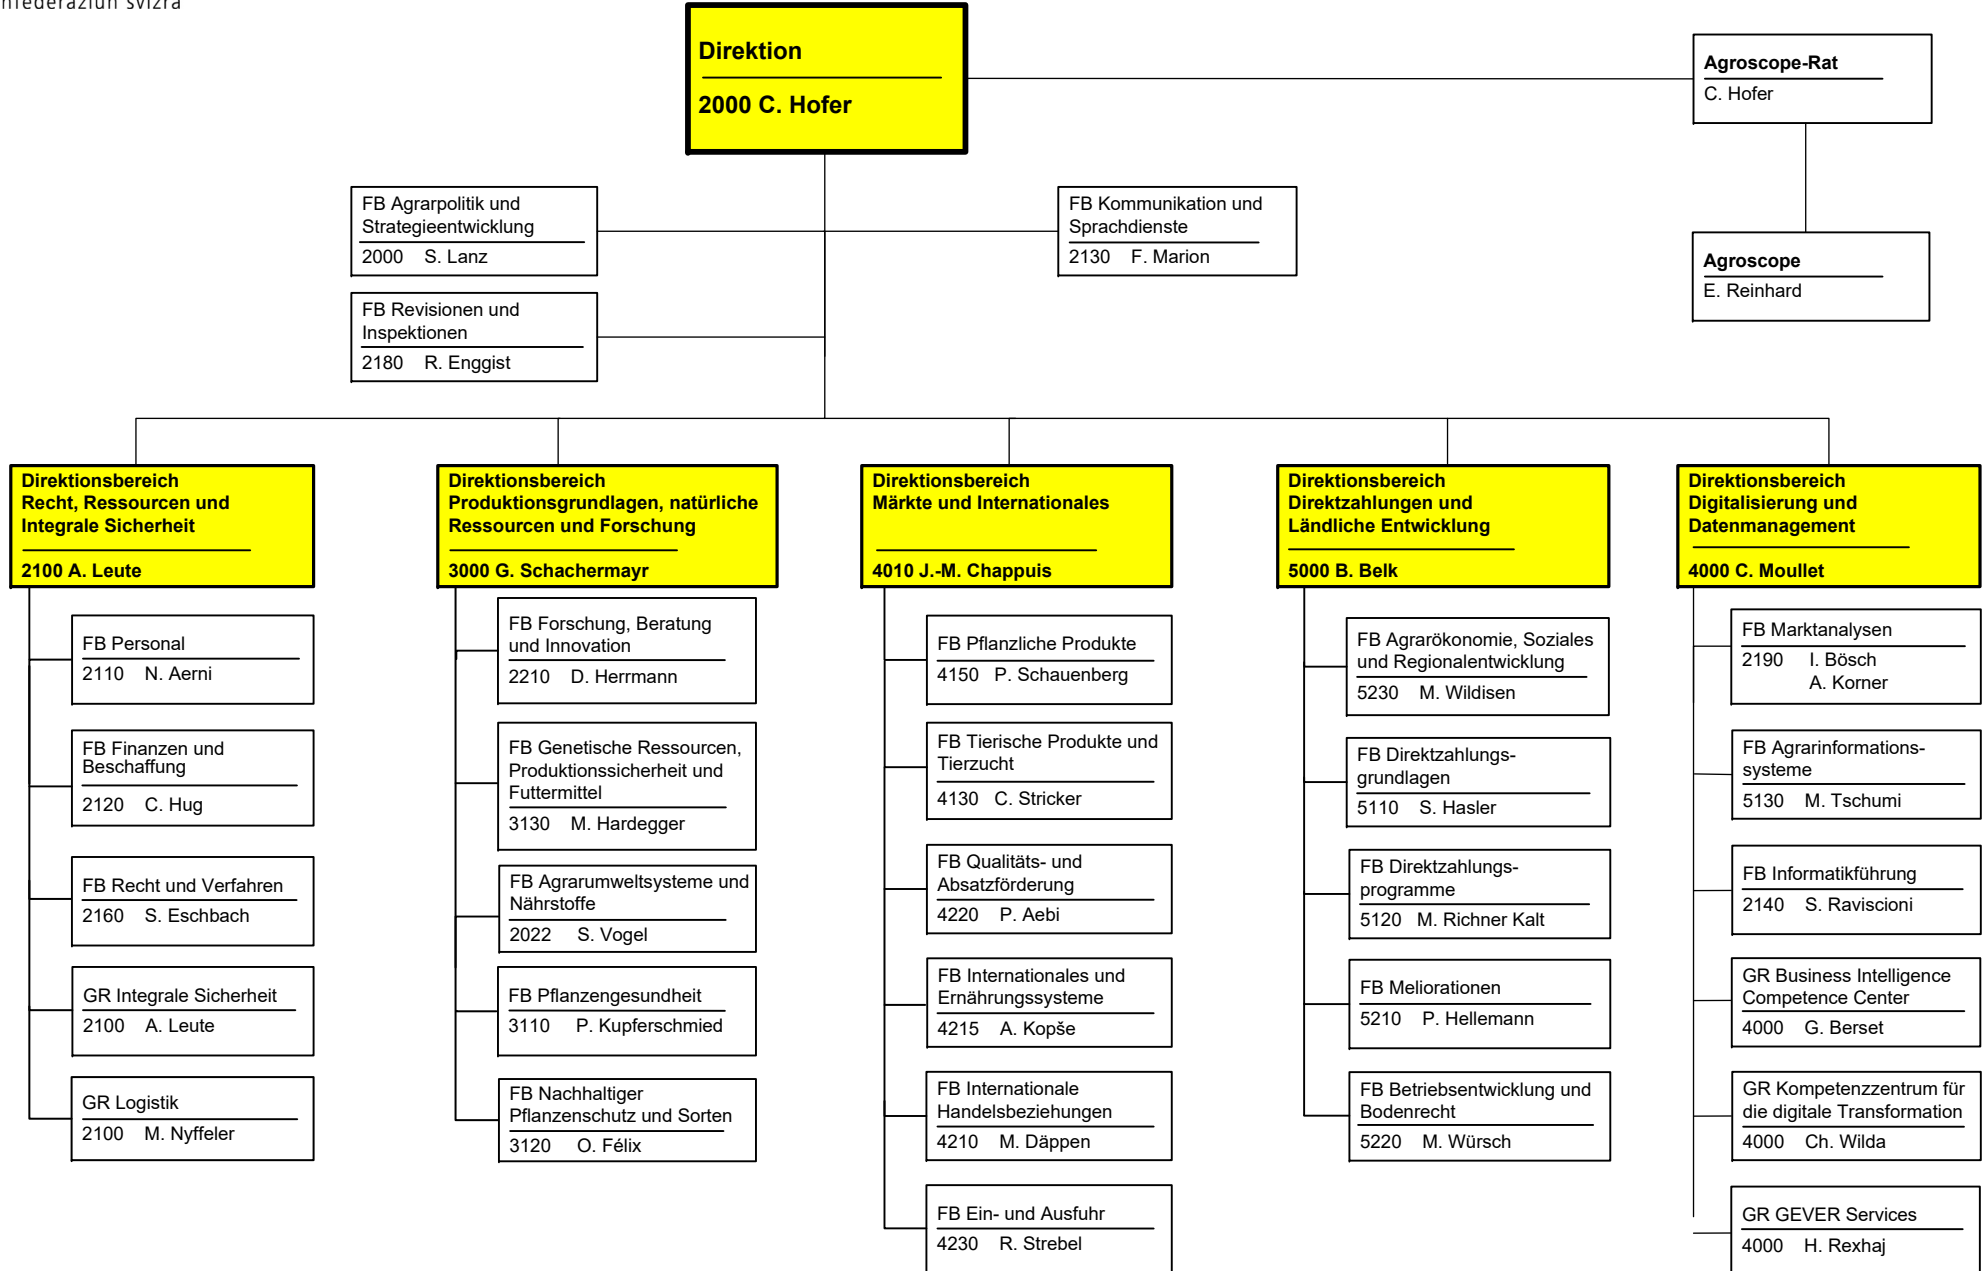 nfederaziun svizra
Direktion
2000 C. Hofer
Agroscope-Rat
C. Hofer
FB Agrarpolitik und
Strategieentwicklung
2000 S. Lanz
FB Kommunikation und
Sprachdienste
2130 F. Marion
Agroscope
E. Reinhard
FB Revisionen und
Inspektionen
2180 R. Enggist
Direktionsbereich
Recht, Ressourcen und
Integrale Sicherheit
2100 A. Leute
FB Personal
2110 N. Aerni
FB Finanzen und
Beschaffung
2120 C. Hug
FB Recht und Verfahren
2160 S. Eschbach
GR Integrale Sicherheit
2100 A. Leute
GR Logistik
2100 M. Nyffeler
Direktionsbereich
Produktionsgrundlagen, natürliche
Ressourcen und Forschung
3000 G. Schachermayr
FB Forschung, Beratung
und Innovation
2210 D. Herrmann
FB Genetische Ressourcen,
Produktionssicherheit und
Futtermittel
3130 M. Hardegger
FB Agrarumweltsysteme und
Nährstoffe
2022 S. Vogel
FB Pflanzengesundheit
3110 P. Kupferschmied
FB Nachhaltiger
Pflanzenschutz und Sorten
3120 O. Félix
Direktionsbereich
Märkte und Internationales
4010 J.-M. Chappuis
FB Pflanzliche Produkte
4150 P. Schauenberg
FB Tierische Produkte und
Tierzucht
4130 C. Stricker
FB Qualitäts- und
Absatzförderung
4220 P. Aebi
FB Internationales und
Ernährungssysteme
4215 A. Kopše
FB Internationale
Handelsbeziehungen
4210 M. Däppen
FB Ein- und Ausfuhr
4230 R. Strebel
Direktionsbereich
Direktzahlungen und
Ländliche Entwicklung
5000 B. Belk
FB Agrarökonomie, Soziales
und Regionalentwicklung
5230 M. Wildisen
FB Direktzahlungs-
grundlagen
5110 S. Hasler
FB Direktzahlungs-
programme
5120 M. Richner Kalt
FB Meliorationen
5210 P. Hellemann
FB Betriebsentwicklung und
Bodenrecht
5220 M. Würsch
Direktionsbereich
Digitalisierung und
Datenmanagement
4000 C. Moullet
FB Marktanalysen
2190 I. Bösch
A. Korner
FB Agrarinformations-
systeme
5130 M. Tschumi
FB Informatikführung
2140 S. Raviscioni
GR Business Intelligence
Competence Center
4000 G. Berset
GR Kompetenzzentrum für
die digitale Transformation
4000 Ch. Wilda
GR GEVER Services
4000 H. Rexhaj